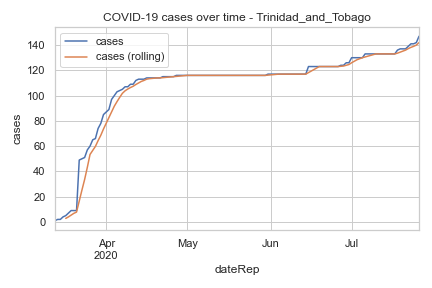 COVID-19 cases over time - Trinidad_and_Tobago
cases
cases (rolling)
cases
140
120
100
80
60
40
20
0
Apr
2020
May
Jun
Jul
dateRep